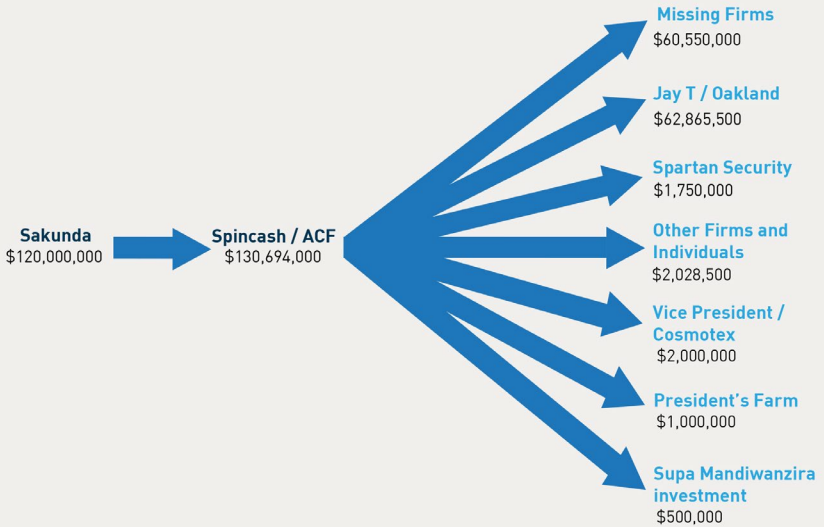 Sakunda
$120,000,000
Spincash / ACF
$130,694,000
Missing Firms
$60,550,000
Jay T / Oakland
$62,865,500
Spartan Security
$1,750,000
Other Firms and
Individuals
$2,028,500
Vice President /
Cosmotex
$2,000,000
President’s Farm
$1,000,000
Supa Mandiwanzira
investment
$500,000